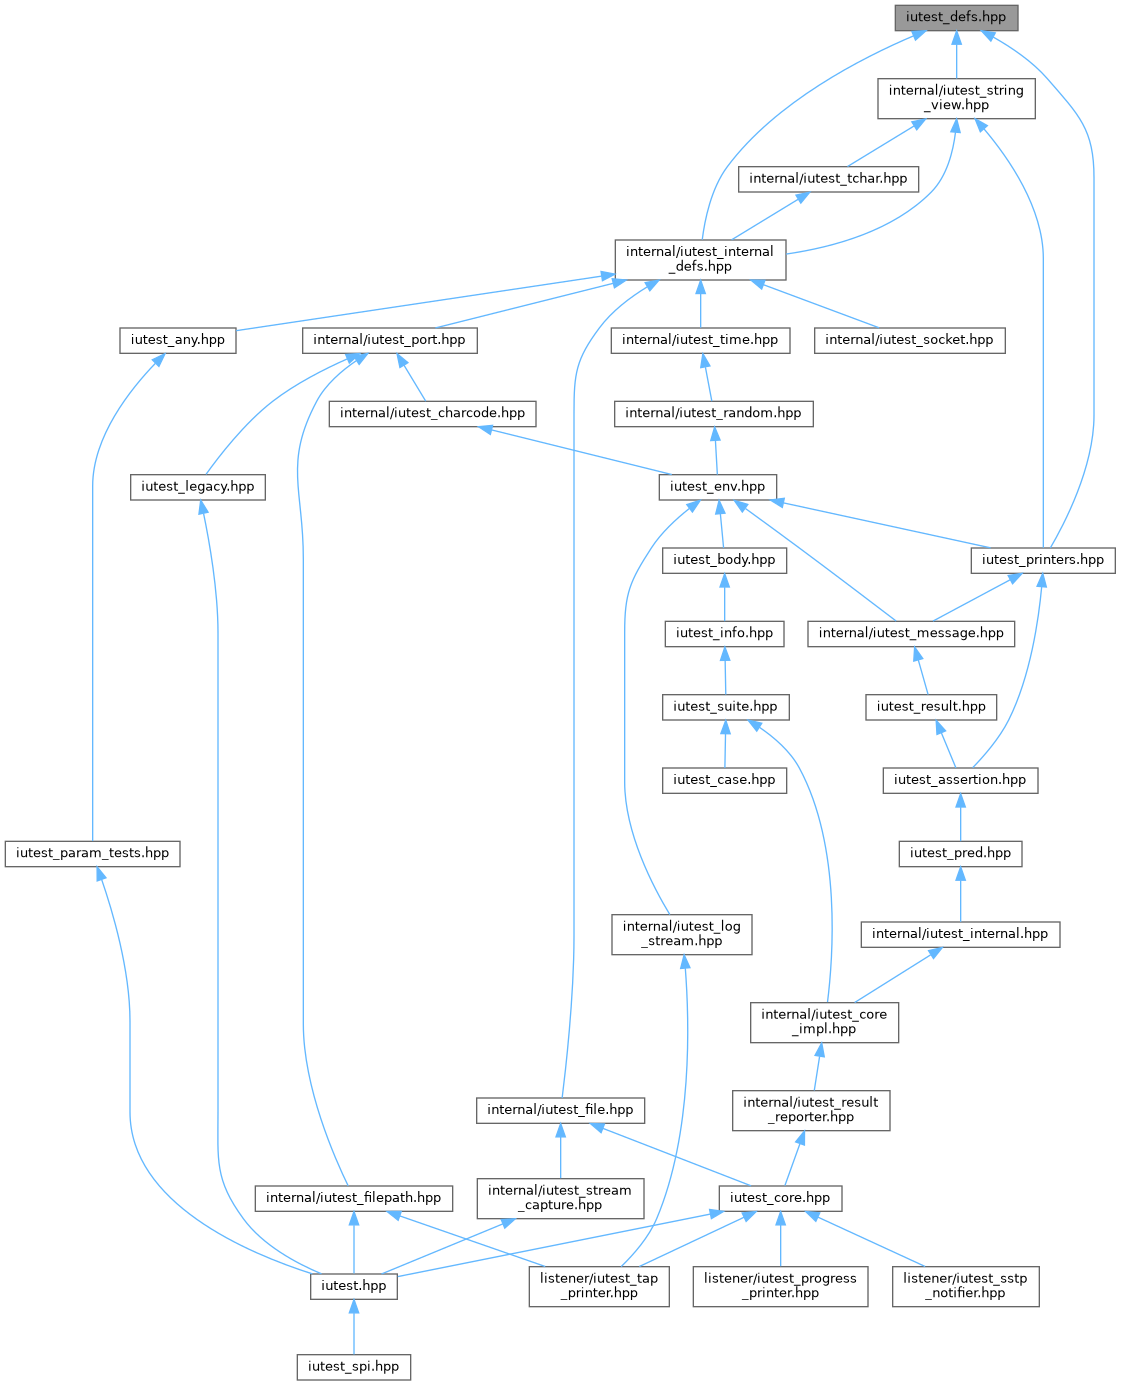 iutest_defs.hpp
internal/iutest_string
_view.hpp
internal/iutest_tchar.hpp
internal/iutest_internal
_defs.hpp
iutest_any.hpp
internal/iutest_port.hpp
internal/iutest_time.hpp
internal/iutest_socket.hpp
internal/iutest_charcode.hpp
internal/iutest_random.hpp
iutest_legacy.hpp
iutest_env.hpp
iutest_body.hpp
iutest_printers.hpp
iutest_info.hpp
internal/iutest_message.hpp
iutest_suite.hpp
iutest_result.hpp
iutest_case.hpp
iutest_assertion.hpp
iutest_param_tests.hpp
iutest_pred.hpp
internal/iutest_log
_stream.hpp
internal/iutest_internal.hpp
internal/iutest_core
_impl.hpp
internal/iutest_file.hpp
internal/iutest_result
_reporter.hpp
internal/iutest_filepath.hpp
internal/iutest_stream
_capture.hpp
iutest_core.hpp
iutest.hpp
listener/iutest_tap
_printer.hpp
listener/iutest_progress
_printer.hpp
listener/iutest_sstp
_notifier.hpp
iutest_spi.hpp